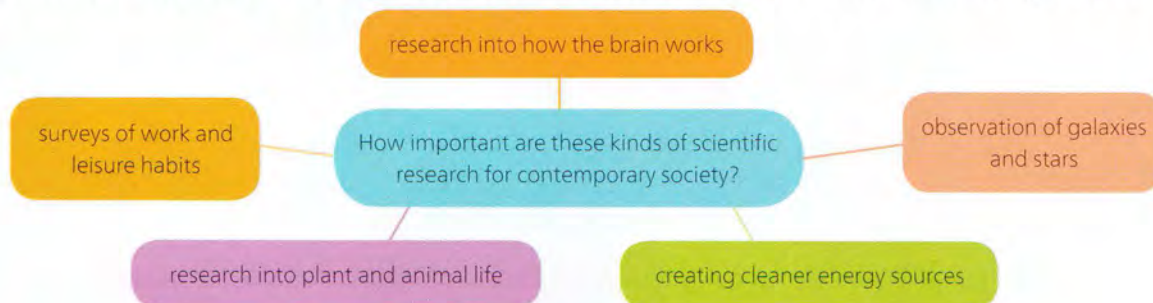 research into how the brain works
surveys of work and
leisure habits
How important are these kinds of scientific
research for contemporary society?
observation of galaxies
and stars
research into plant and animal life
creating cleaner energy sources